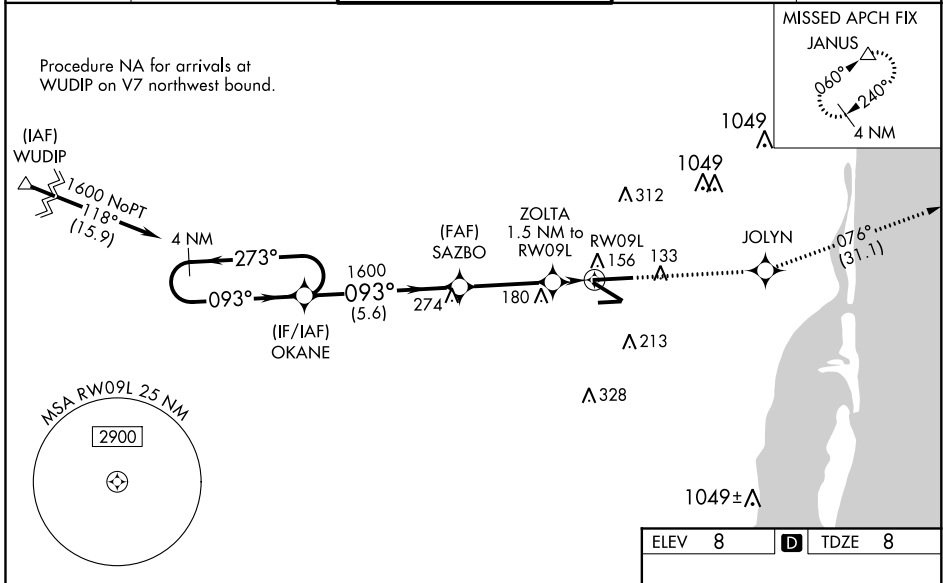 MISSED APCH FIX
JANUS
060°
240°
4 NM
Procedure NA for arrivals at
WUDIP on V7 northwest bound.
(IAF)
WUDIP
1600 NoPT
118°
(15.9)
4 NM
273°
093°
(IF/IAF)
OKANE
1600
093°
(5.6)
(FAF)
SAZBO
274
ZOLTA
1.5 NM to
RW09L
180
RW09L
156
133
312
1049
1049
JOLYN
076°
(31.1)
213
328
1049±
MSA RW09L 25 NM
2900
ELEV 8 D TDZE 8